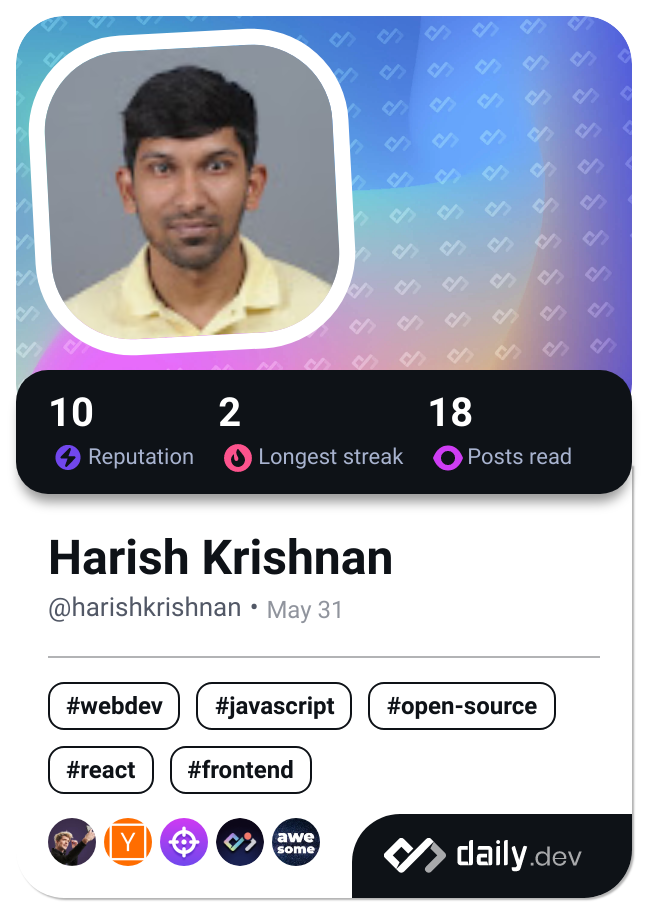 10 2 18
Reputation Longest streak Posts read
Harish Krishnan
@harishkrishnan • May 31
#webdev #javascript #open-source
#react #frontend
Y
awe
some
daily.dev